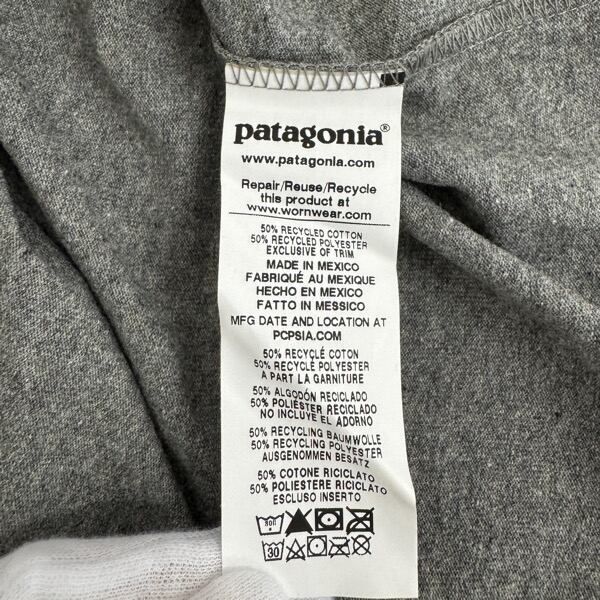 patagonia®
www.patagonia.com
Repair/Reuse/Recycle
this product at
www.wornwear.com
50% RECYCLED COTTON
50% RECYCLED POLYESTER
EXCLUSIVE OF TRIM
MADE IN MEXICO
FABRIQUÉ AU MEXIQUE
HECHO EN MEXICO
FATTO IN MESSICO
MFG DATE AND LOCATION AT
PCPSIA.COM
50% RECYCLÉ COTON
50% RECYCLÉ POLYESTER
A PART LA GARNITURE
50% ALGODÓN RECICLADO
50% POLIÉSTER RECICLADO
NO INCLUYE EL ADORNO
50% RECYCLING BAUMWOLLE
50% RECYCLING POLYESTER
AUSGENOMMEN BESATZ
50% COTONE RICICLATO
50% POLIESTERE RICICLATO
ESCLUSO INSERTO
30